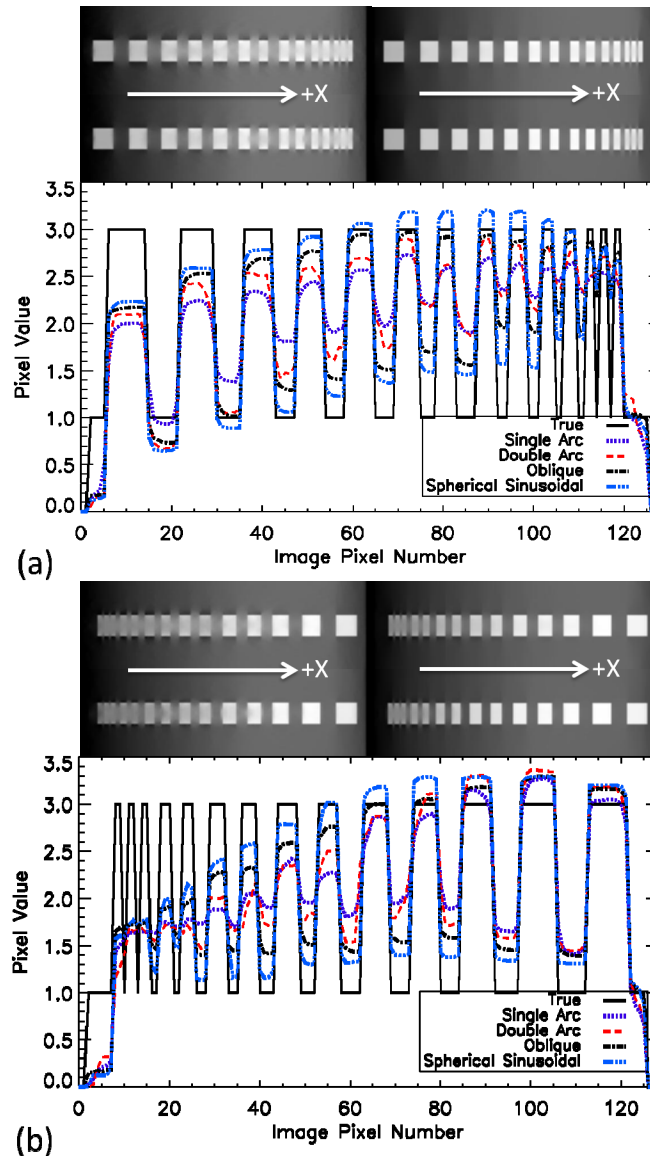 +X +X
3.5
3.0
2.5
2.0
1.5
1.0
0.5
0.0
Pixel Value
True
Single Arc
Double Arc
Oblique
Spherical Sinusoidal
0 20 40 60 80 100 120
Image Pixel Number
(a)
+X +X
3.5
3.0
2.5
2.0
1.5
1.0
0.5
0.0
Pixel Value
True
Single Arc
Double Arc
Oblique
Spherical Sinusoidal
0 20 40 60 80 100 120
Image Pixel Number
(b)